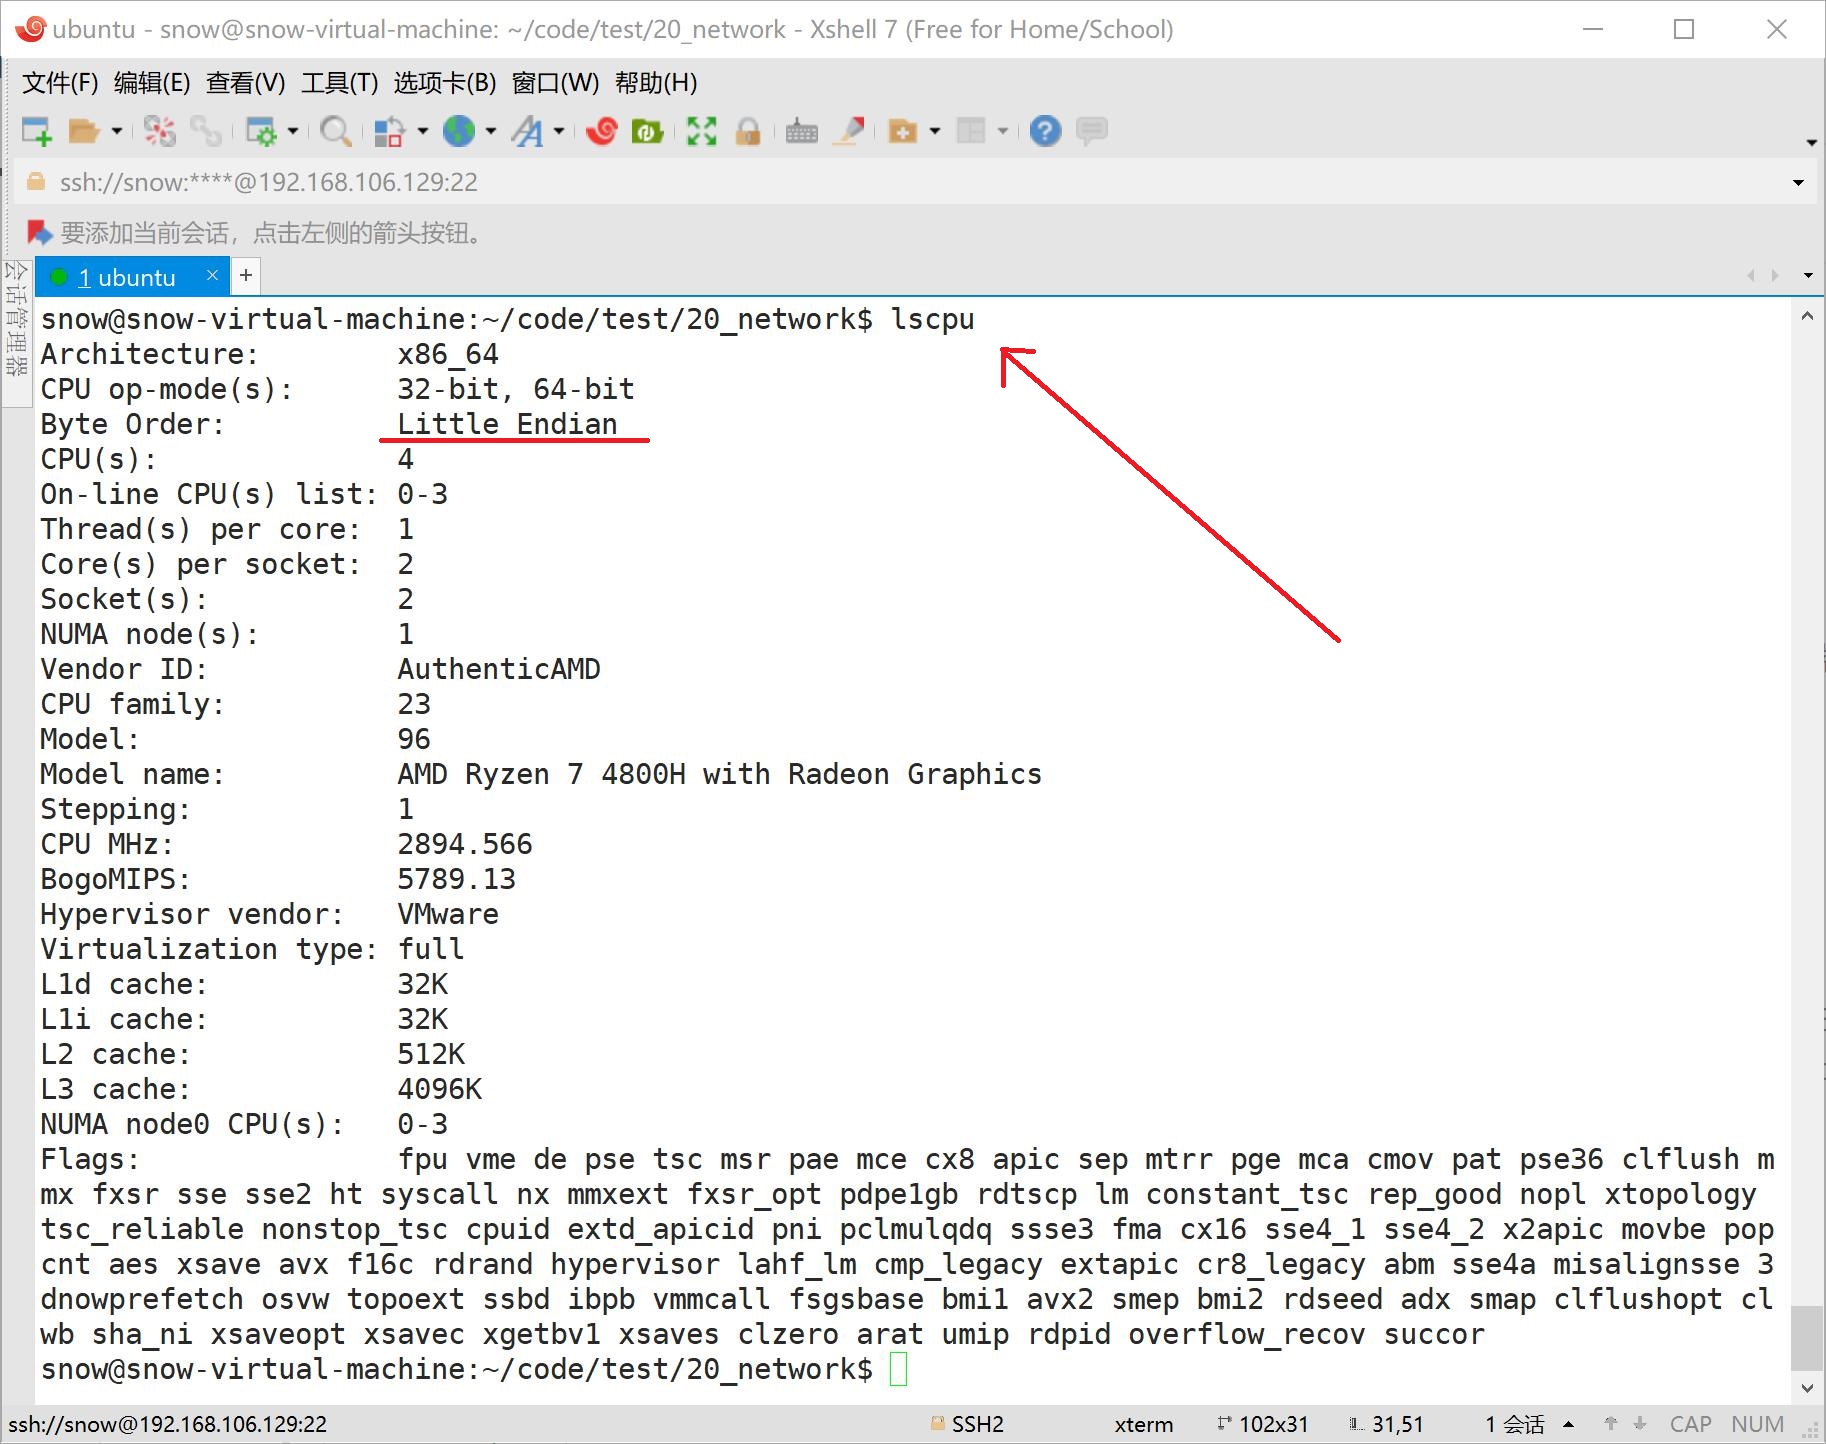 ubuntu - snow@snow-virtual-machine: ~/code/test/20_network - Xshell 7 (Free for Home/School)
文件(F) 编辑(E) 查看(V) 工具(T) 选项卡(B) 窗口(W) 帮助(H)
ssh://snow:****@192.168.106.129:22
要添加当前会话，点击左侧的箭头按钮。
会话管理器
1 ubuntu × +
snow@snow-virtual-machine:~/code/test/20_network$ lscpu
Architecture: x86_64
CPU op-mode(s): 32-bit, 64-bit
Byte Order: Little Endian
CPU(s): 4
On-line CPU(s) list: 0-3
Thread(s) per core: 1
Core(s) per socket: 2
Socket(s): 2
NUMA node(s): 1
Vendor ID: AuthenticAMD
CPU family: 23
Model: 96
Model name: AMD Ryzen 7 4800H with Radeon Graphics
Stepping: 1
CPU MHz: 2894.566
BogoMIPS: 5789.13
Hypervisor vendor: VMware
Virtualization type: full
L1d cache: 32K
L1i cache: 32K
L2 cache: 512K
L3 cache: 4096K
NUMA node0 CPU(s): 0-3
Flags: fpu vme de pse tsc msr pae mce cx8 apic sep mtrr pge mca cmov pat pse36 clflush m
mx fxsr sse sse2 ht syscall nx mmxext fxsr_opt pdpe1gb rdtscp lm constant_tsc rep_good nopl xtopology
tsc_reliable nonstop_tsc cpuid extd_apicid pni pclmulqdq ssse3 fma cx16 sse4_1 sse4_2 x2apic movbe pop
cnt aes xsave avx f16c rdrand hypervisor lahf_lm cmp_legacy extapic cr8_legacy abm sse4a misalignsse 3
dnowprefetch osvw topoext ssbd ibpb vmmcall fsgsbase bmi1 avx2 smep bmi2 rdseed adx smap clflushopt cl
wb sha_ni xsaveopt xsavec xgetbv1 xsaves clzero arat umip rdpid overflow_recov succor
snow@snow-virtual-machine:~/code/test/20_network$
ssh://snow@192.168.106.129:22 SSH2 xterm 102x31 31,51 1 会话 CAP NUM